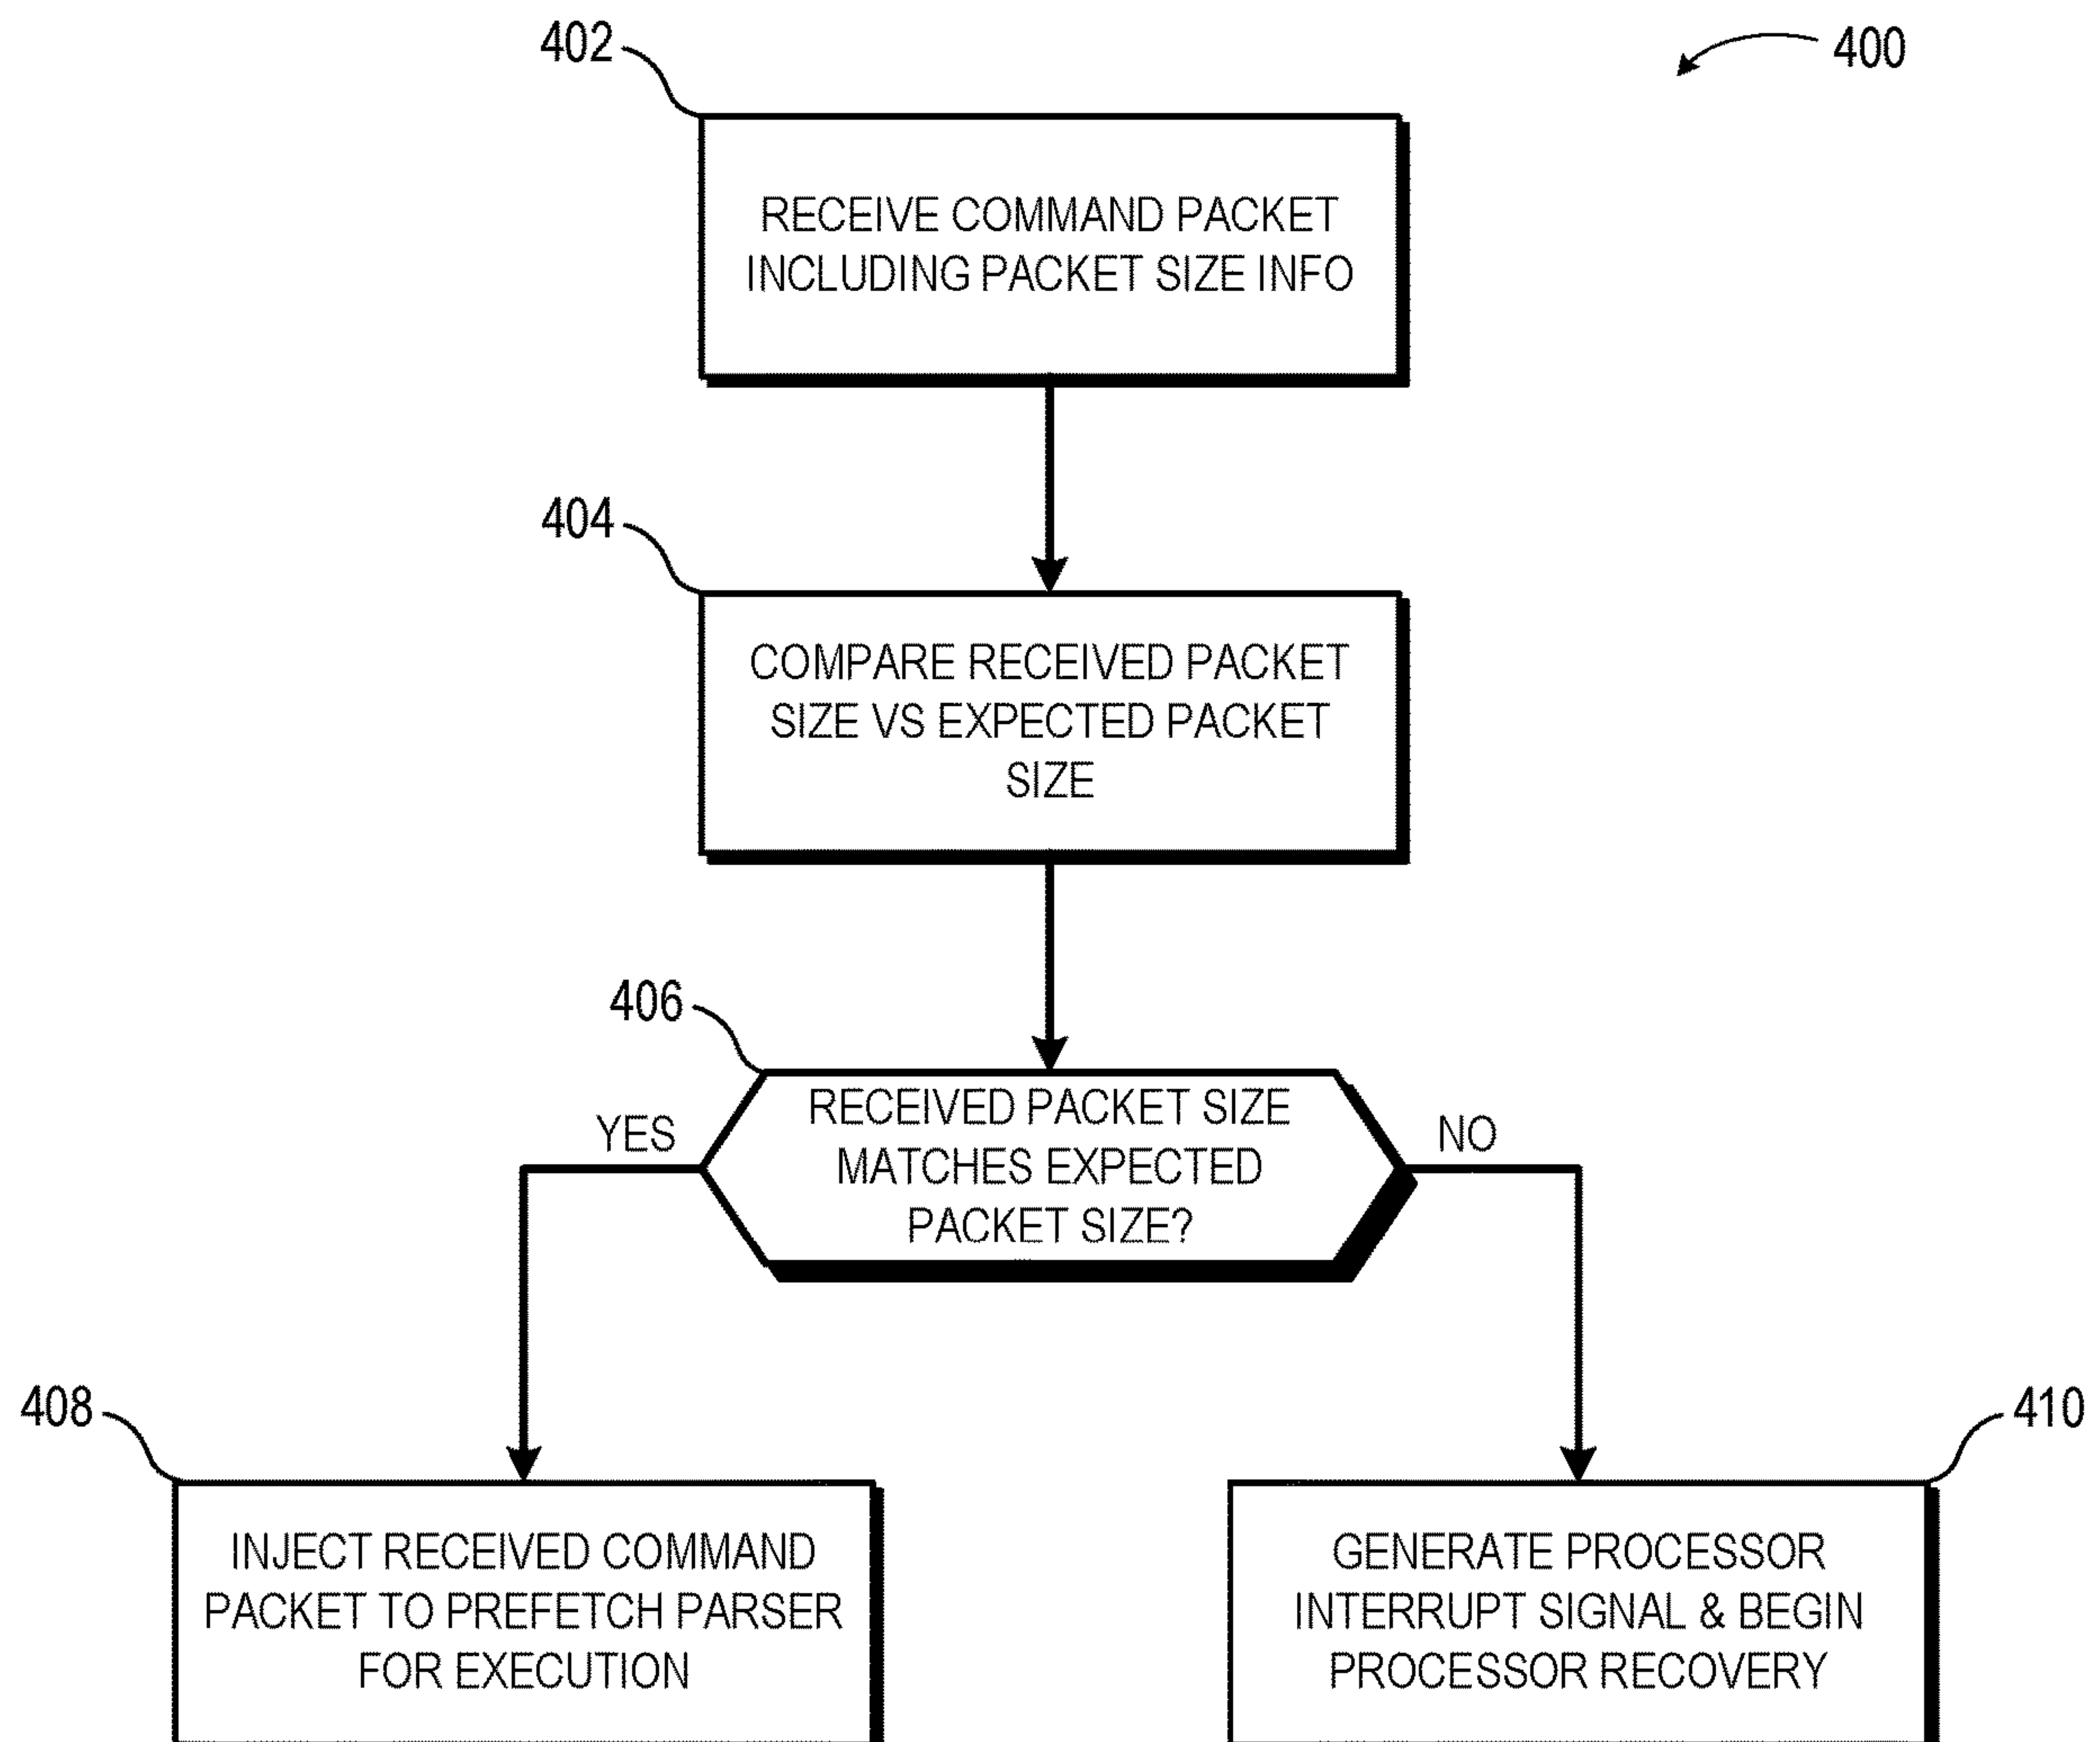 402
400
RECEIVE COMMAND PACKET
INCLUDING PACKET SIZE INFO
404
COMPARE RECEIVED PACKET
SIZE VS EXPECTED PACKET
SIZE
406
YES
RECEIVED PACKET SIZE
MATCHES EXPECTED
PACKET SIZE?
NO
408
410
INJECT RECEIVED COMMAND
PACKET TO PREFETCH PARSER
FOR EXECUTION
GENERATE PROCESSOR
INTERRUPT SIGNAL & BEGIN
PROCESSOR RECOVERY